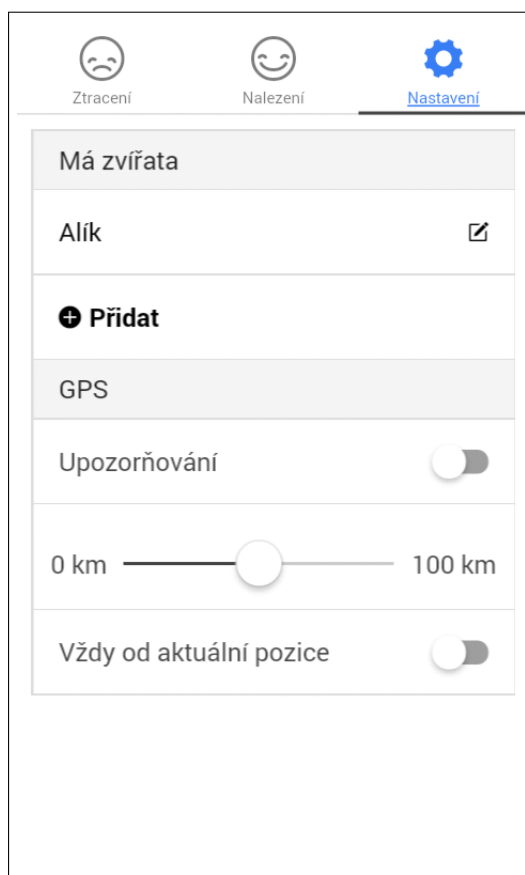 Ztracení
Nalezení
Nastavení
Má zvířata
Alík
Přidat
GPS
Upozorňování
0 km
100 km
Vždy od aktuální pozice